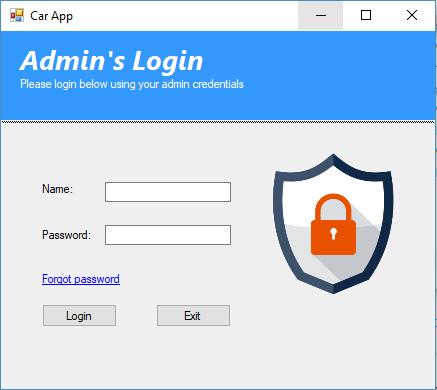 Car App
Admin's Login
Please login below using your admin credentials
Name:
Password:
Forgot password
Login
Exit